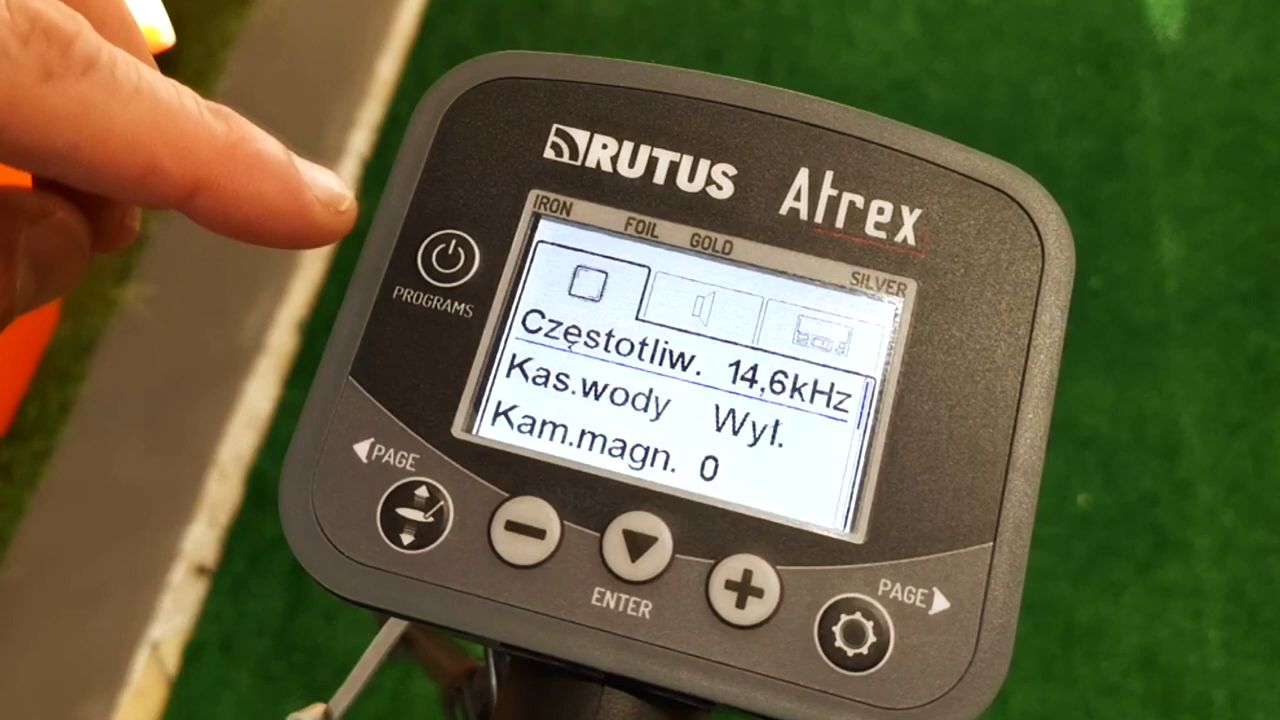 RUTUS Atrex
IRON FOIL GOLD SILVER
PROGRAMS
Częstotliw. 14,6kHz
Kas.wody Wył.
Kam.magn. 0
PAGE
ENTER
PAGE